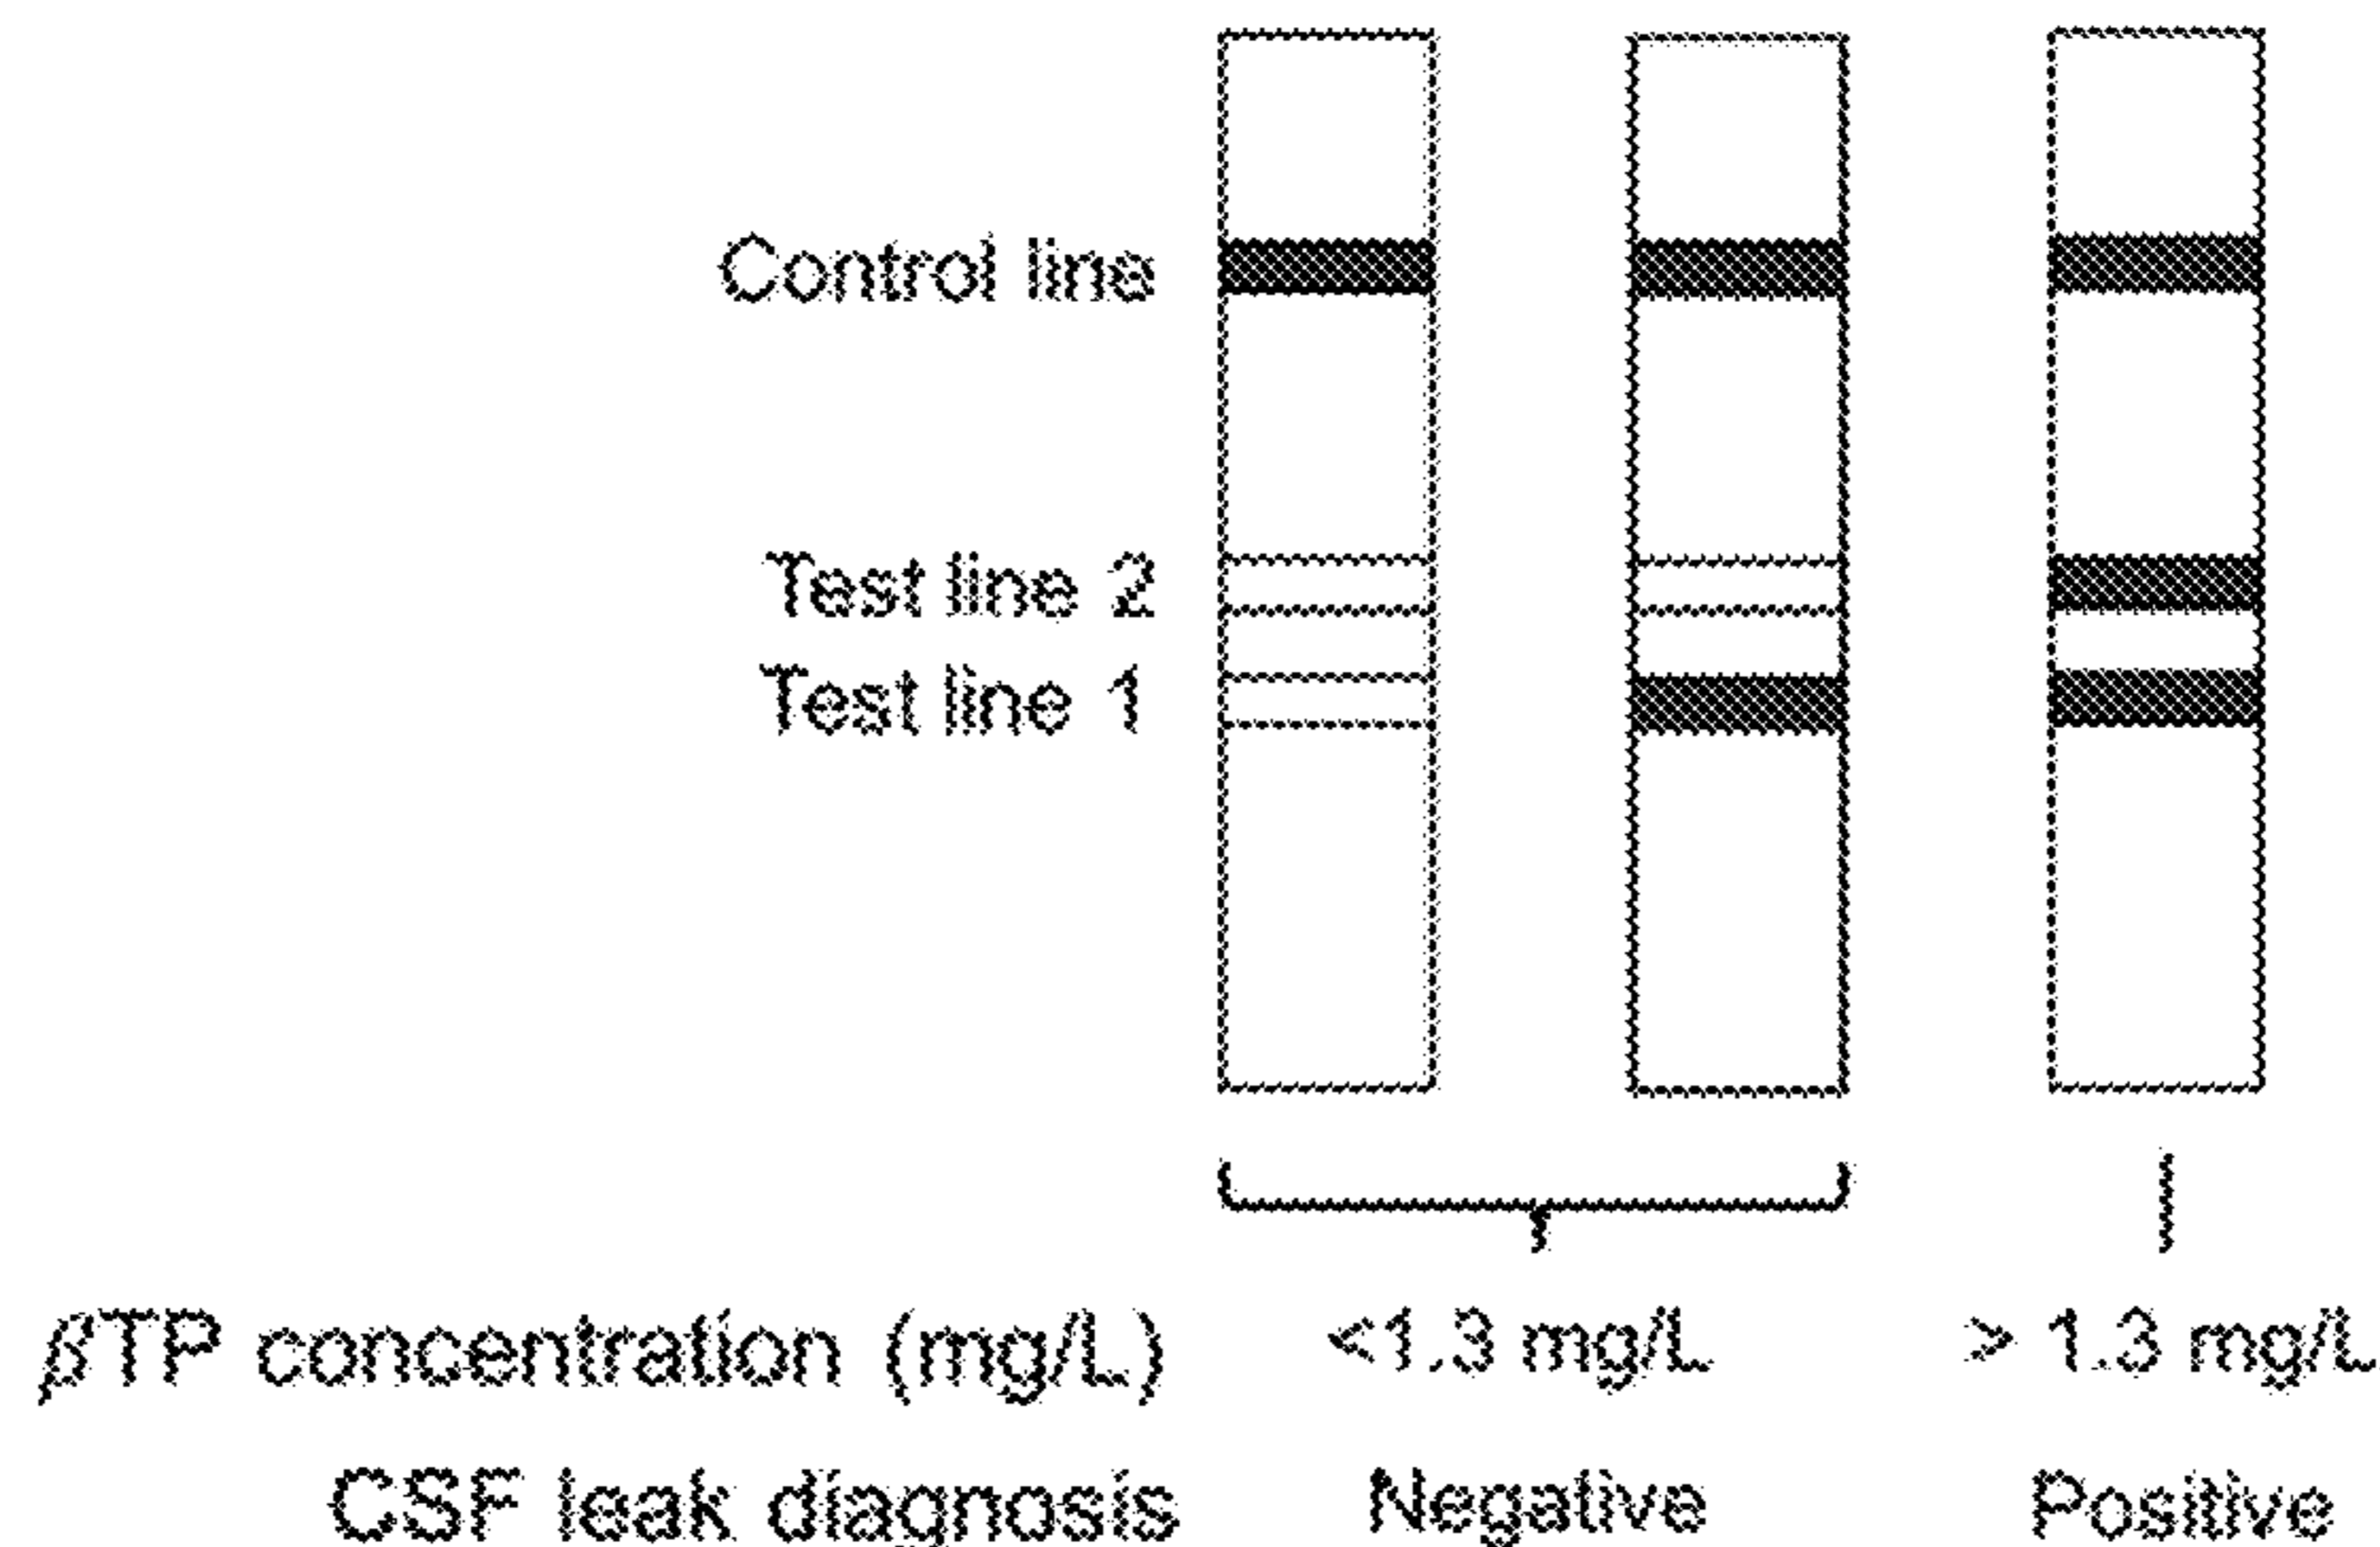 Control line
Test line 2
Test line 1
βTP concentration (mg/L) <1.3 mg/L > 1.3 mg/L
CSF leak diagnosis Negative Positive